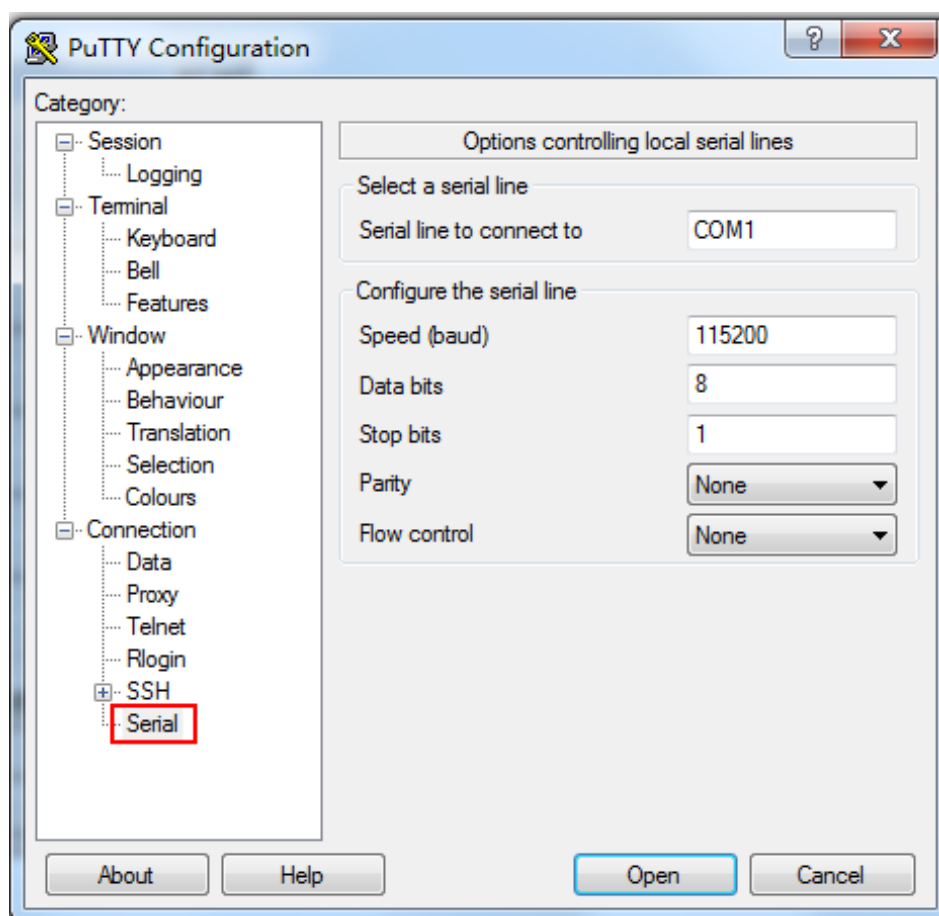 PuTTY Configuration
Category:
Session
Logging
Terminal
Keyboard
Bell
Features
Window
Appearance
Behaviour
Translation
Selection
Colours
Connection
Data
Proxy
Telnet
Rlogin
SSH
Serial
Options controlling local serial lines
Select a serial line
Serial line to connect to COM1
Configure the serial line
Speed (baud) 115200
Data bits 8
Stop bits 1
Parity None
Flow control None
About Help Open Cancel